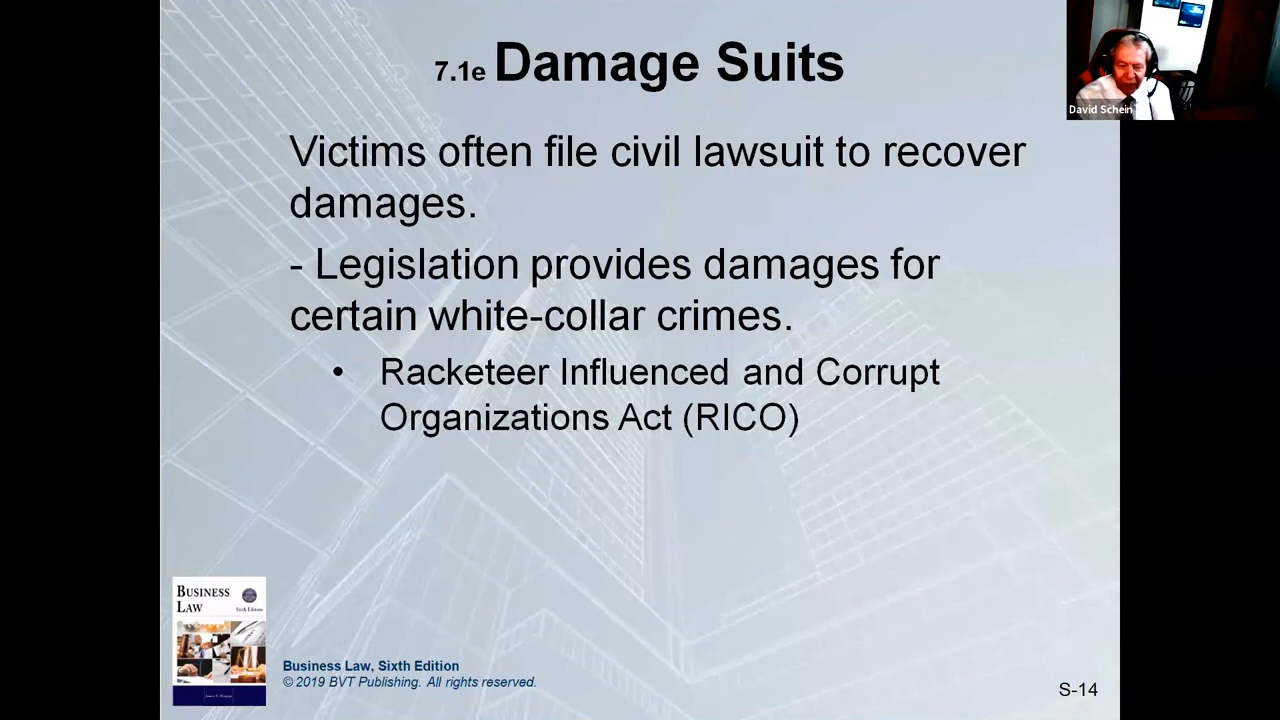 7.1e Damage Suits
David Schein
Victims often file civil lawsuit to recover
damages.
- Legislation provides damages for
certain white-collar crimes.
• Racketeer Influenced and Corrupt
Organizations Act (RICO)
BUSINESS
LAW
Sixth Edition
Business Law, Sixth Edition
© 2019 BVT Publishing. All rights reserved.
S-14